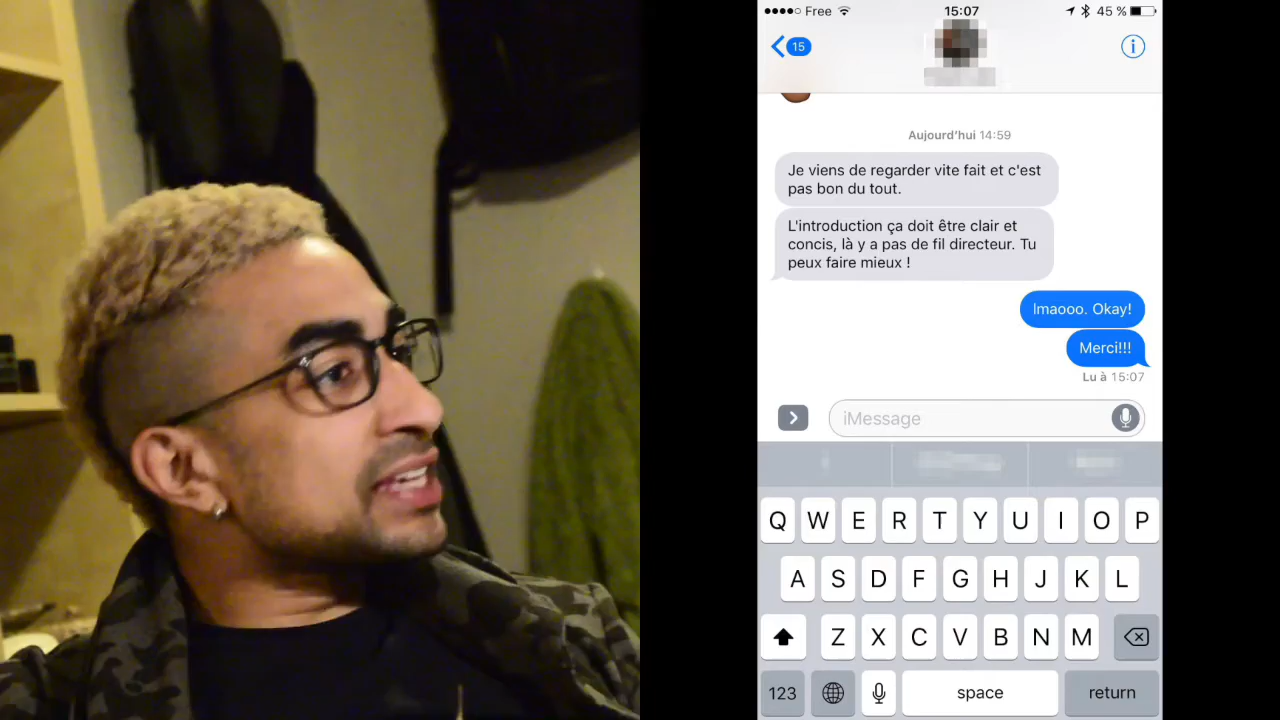 Free 15:07 45 %
15
i
Aujourd'hui 14:59
Je viens de regarder vite fait et c'est
pas bon du tout.
L'introduction ça doit être clair et
concis, là y a pas de fil directeur. Tu
peux faire mieux !
lmaooo. Okay!
Merci!!!
Lu à 15:07
iMessage
Q W E R T Y U I O P
A S D F G H J K L
Z X C V B N M
123 space return